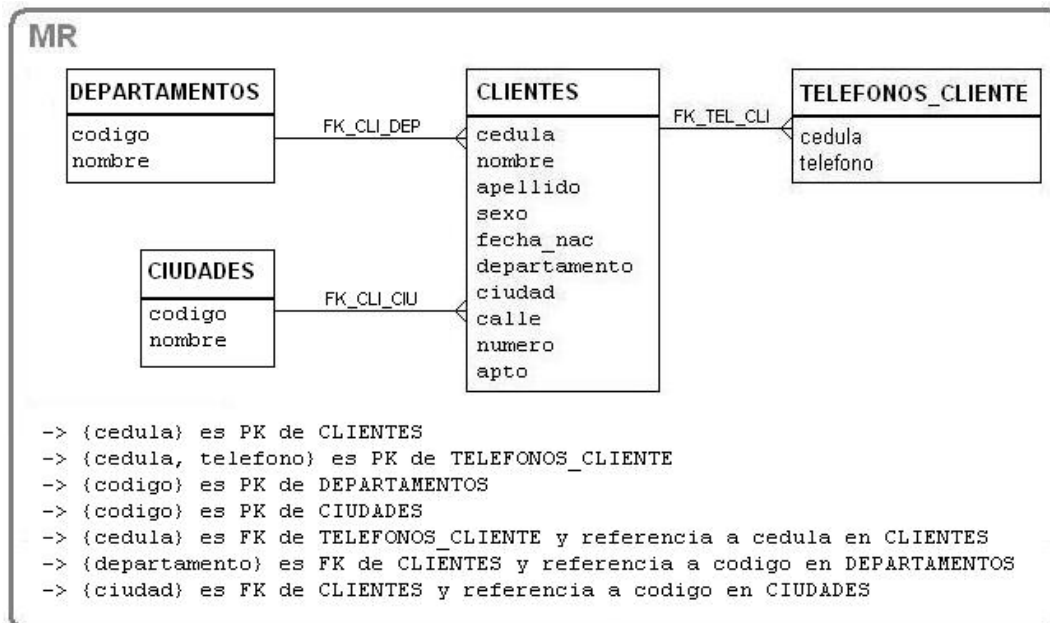 MR
DEPARTAMENTOS
codigo
nombre
FK_CLI_DEP
CLIENTES
cedula
nombre
apellido
sexo
fecha_nac
departamento
ciudad
calle
numero
apto
FK_TEL_CLI
TELEFONOS_CLIENTE
cedula
telefono
CIUDADES
codigo
nombre
FK_CLI_CIU
-> {cedula} es PK de CLIENTES
-> {cedula, telefono} es PK de TELEFONOS_CLIENTE
-> {codigo} es PK de DEPARTAMENTOS
-> {codigo} es PK de CIUDADES
-> {cedula} es FK de TELEFONOS_CLIENTE y referencia a cedula en CLIENTES
-> {departamento} es FK de CLIENTES y referencia a codigo en DEPARTAMENTOS
-> {ciudad} es FK de CLIENTES y referencia a codigo en CIUDADES